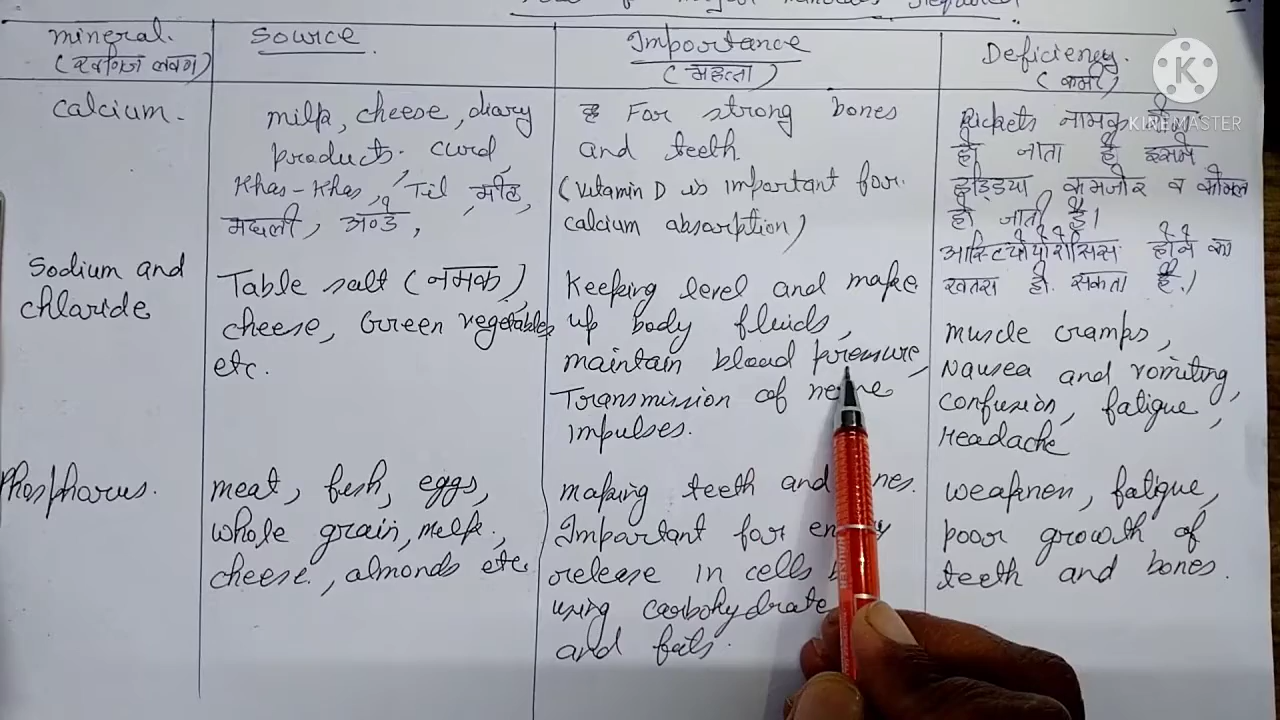 mineral. Source Importance Deficiency.
(खनिज लवण) (महत्ता) (कमी)
Calcium.
milk, cheese, diary
products. curd,
Khas-Khas, Til, मीट,
मछली, अण्डे,
For strong bones
and teeth.
(Vitamin D is important for
calcium absorption)
Rickets नामक रोग
हो जाता है इसमें
हड्डिया कमजोर व कोमल
हो जाती है।
होने का
खतरा हो सकता है।
Sodium and
chloride
Table salt (नमक),
cheese, Green vegetables
etc.
Keeping level and make
up body fluids,
maintain blood pressure,
Transmission of nerve
impulses.
muscle cramps,
Nausea and vomiting,
confusion, fatigue,
Headache
Phosphorus.
meat, fish, eggs,
whole grain, milk,
cheese, almonds etc.
making teeth and
Important for
release in cells
using carbohydrate
and fats.
weakness, fatigue,
poor growth of
teeth and bones.
K
KINEMASTER